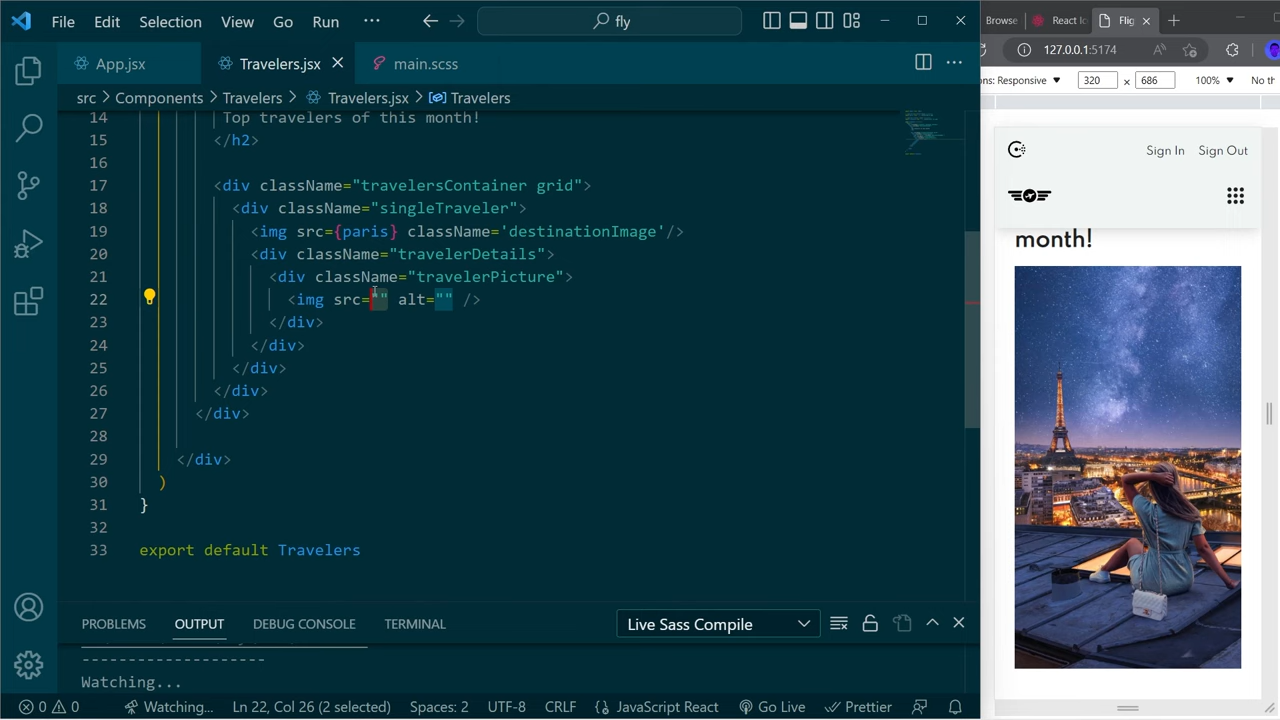 File Edit Selection View Go Run ··· fly
App.jsx Travelers.jsx main.scss
src > Components > Travelers > Travelers.jsx > Travelers
14 Top travelers of this month!
15 </h2>
16
17 <div className="travelersContainer grid">
18 <div className="singleTraveler">
19 <img src={paris} className='destinationImage'/>
20 <div className="travelerDetails">
21 <div className="travelerPicture">
22 <img src="" alt="" />
23 </div>
24 </div>
25 </div>
26 </div>
27 </div>
28
29 </div>
30 )
31 }
32
33 export default Travelers
PROBLEMS OUTPUT DEBUG CONSOLE TERMINAL Live Sass Compile
--------------------
Watching...
0 0 Watching... Ln 22, Col 26 (2 selected) Spaces: 2 UTF-8 CRLF JavaScript React Go Live Prettier
Browse React Ic Flig
127.0.0.1:5174
ons: Responsive 320 × 686 100% No th
Sign In Sign Out
month!